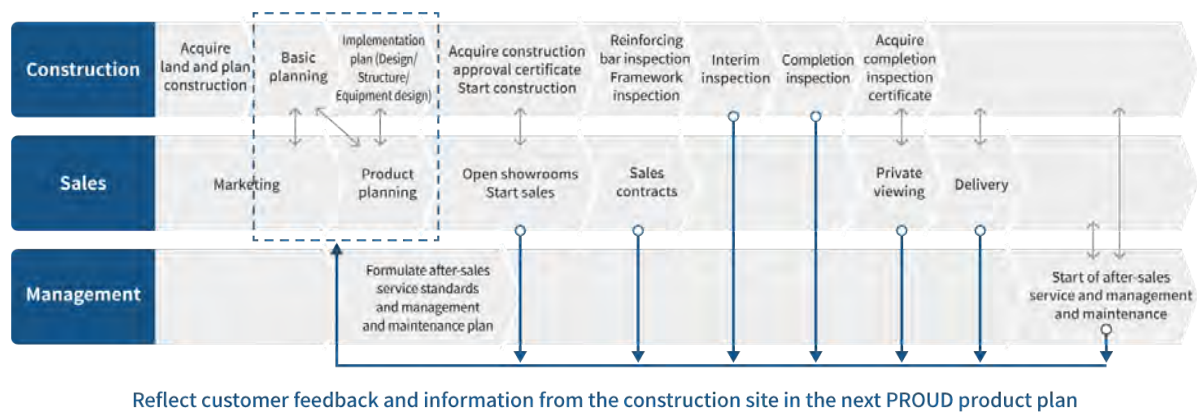 Construction
Acquire
land and plan
construction
Basic
planning
Implementation
plan (Design/
Structure/
Equipment design)
Acquire construction
approval certificate
Start construction
Reinforcing
bar inspection
Framework
inspection
Interim
inspection
Completion
inspection
Acquire
completion
inspection
certificate
Sales
Marketing
Product
planning
Open showrooms
Start sales
Sales
contracts
Private
viewing
Delivery
Management
Formulate after-sales
service standards
and management
and maintenance plan
Start of after-sales
service and management
and maintenance
Reflect customer feedback and information from the construction site in the next PROUD product plan